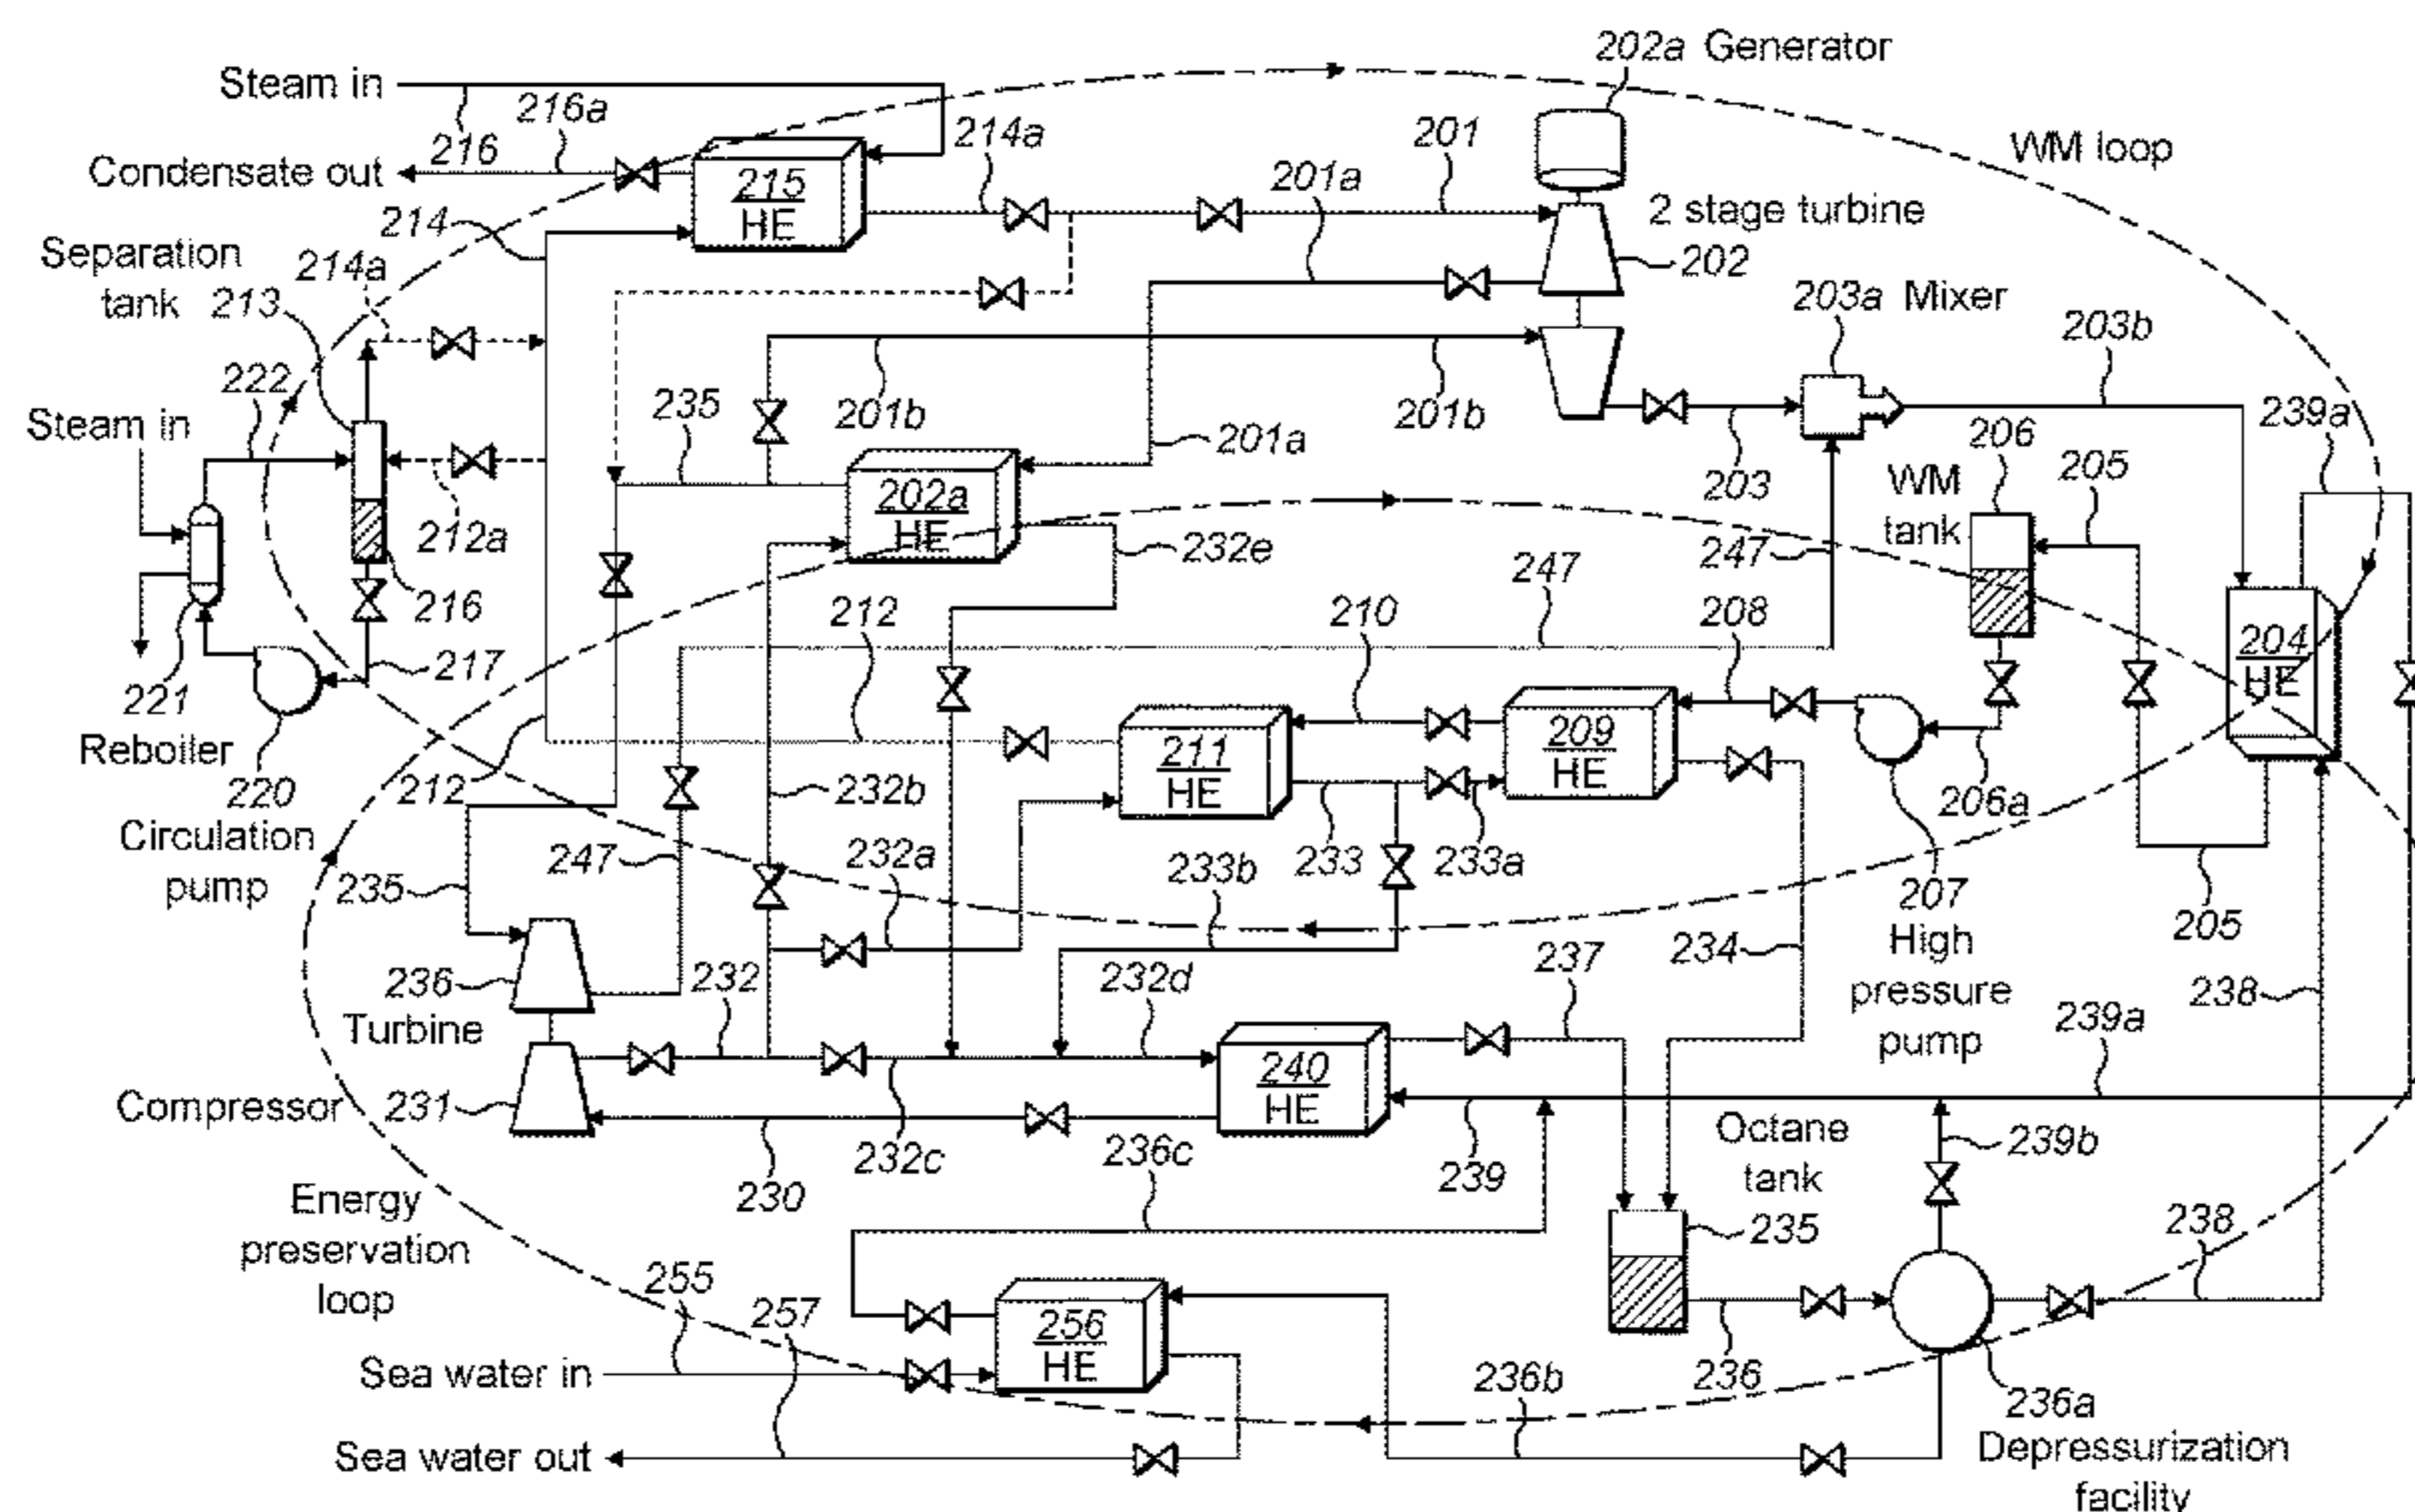 202a Generator
Steam in
216a
216
214a
201
WM loop
Condensate out
215
HE
201a
2 stage turbine
214
202
Separation
tank 213
214a
203a Mixer
203b
222
235
201b
201b
239a
Steam in
201a
206
205
WM
tank
203
202a
HE
212a
232e
247
216
212
210
247
208
204
HE
217
221
211
HE
209
HE
Reboiler
220
212
232b
206a
Circulation
pump
247
232a
233b
233
233a
207
205
235
High
pressure
pump
234
237
238
236
232
232d
239a
Turbine
240
HE
Compressor
231
Octane
tank
239b
232c
236c
239
230
235
238
Energy
preservation
loop
255
257
256
HE
236
236b
236a
Sea water in
Sea water out
Depressurization
facility